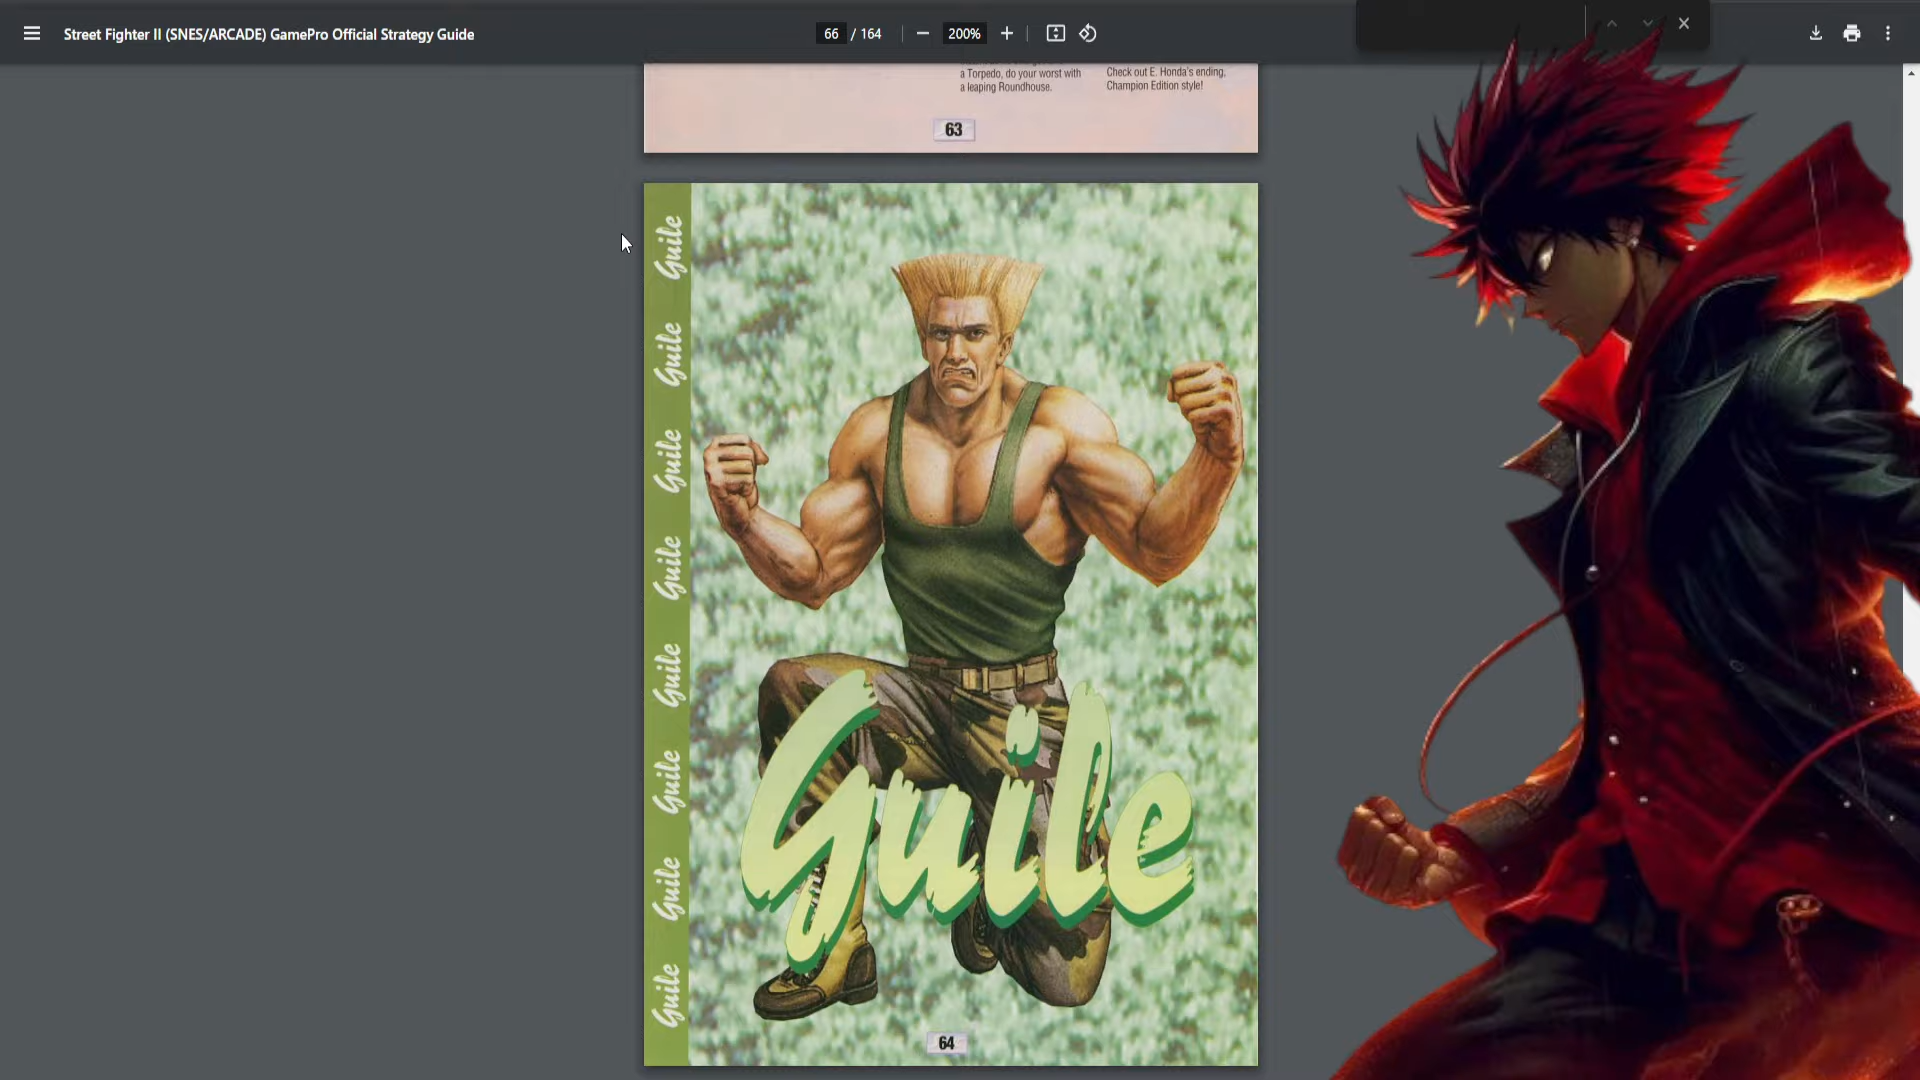 Street Fighter II (SNES/ARCADE) GamePro Official Strategy Guide
66 / 164
200%
a Torpedo, do your worst with
a leaping Roundhouse.
Check out E. Honda's ending,
Champion Edition style!
63
Guile
Guile
Guile
Guile
Guile
Guile
Guile
Guile
Guile
64